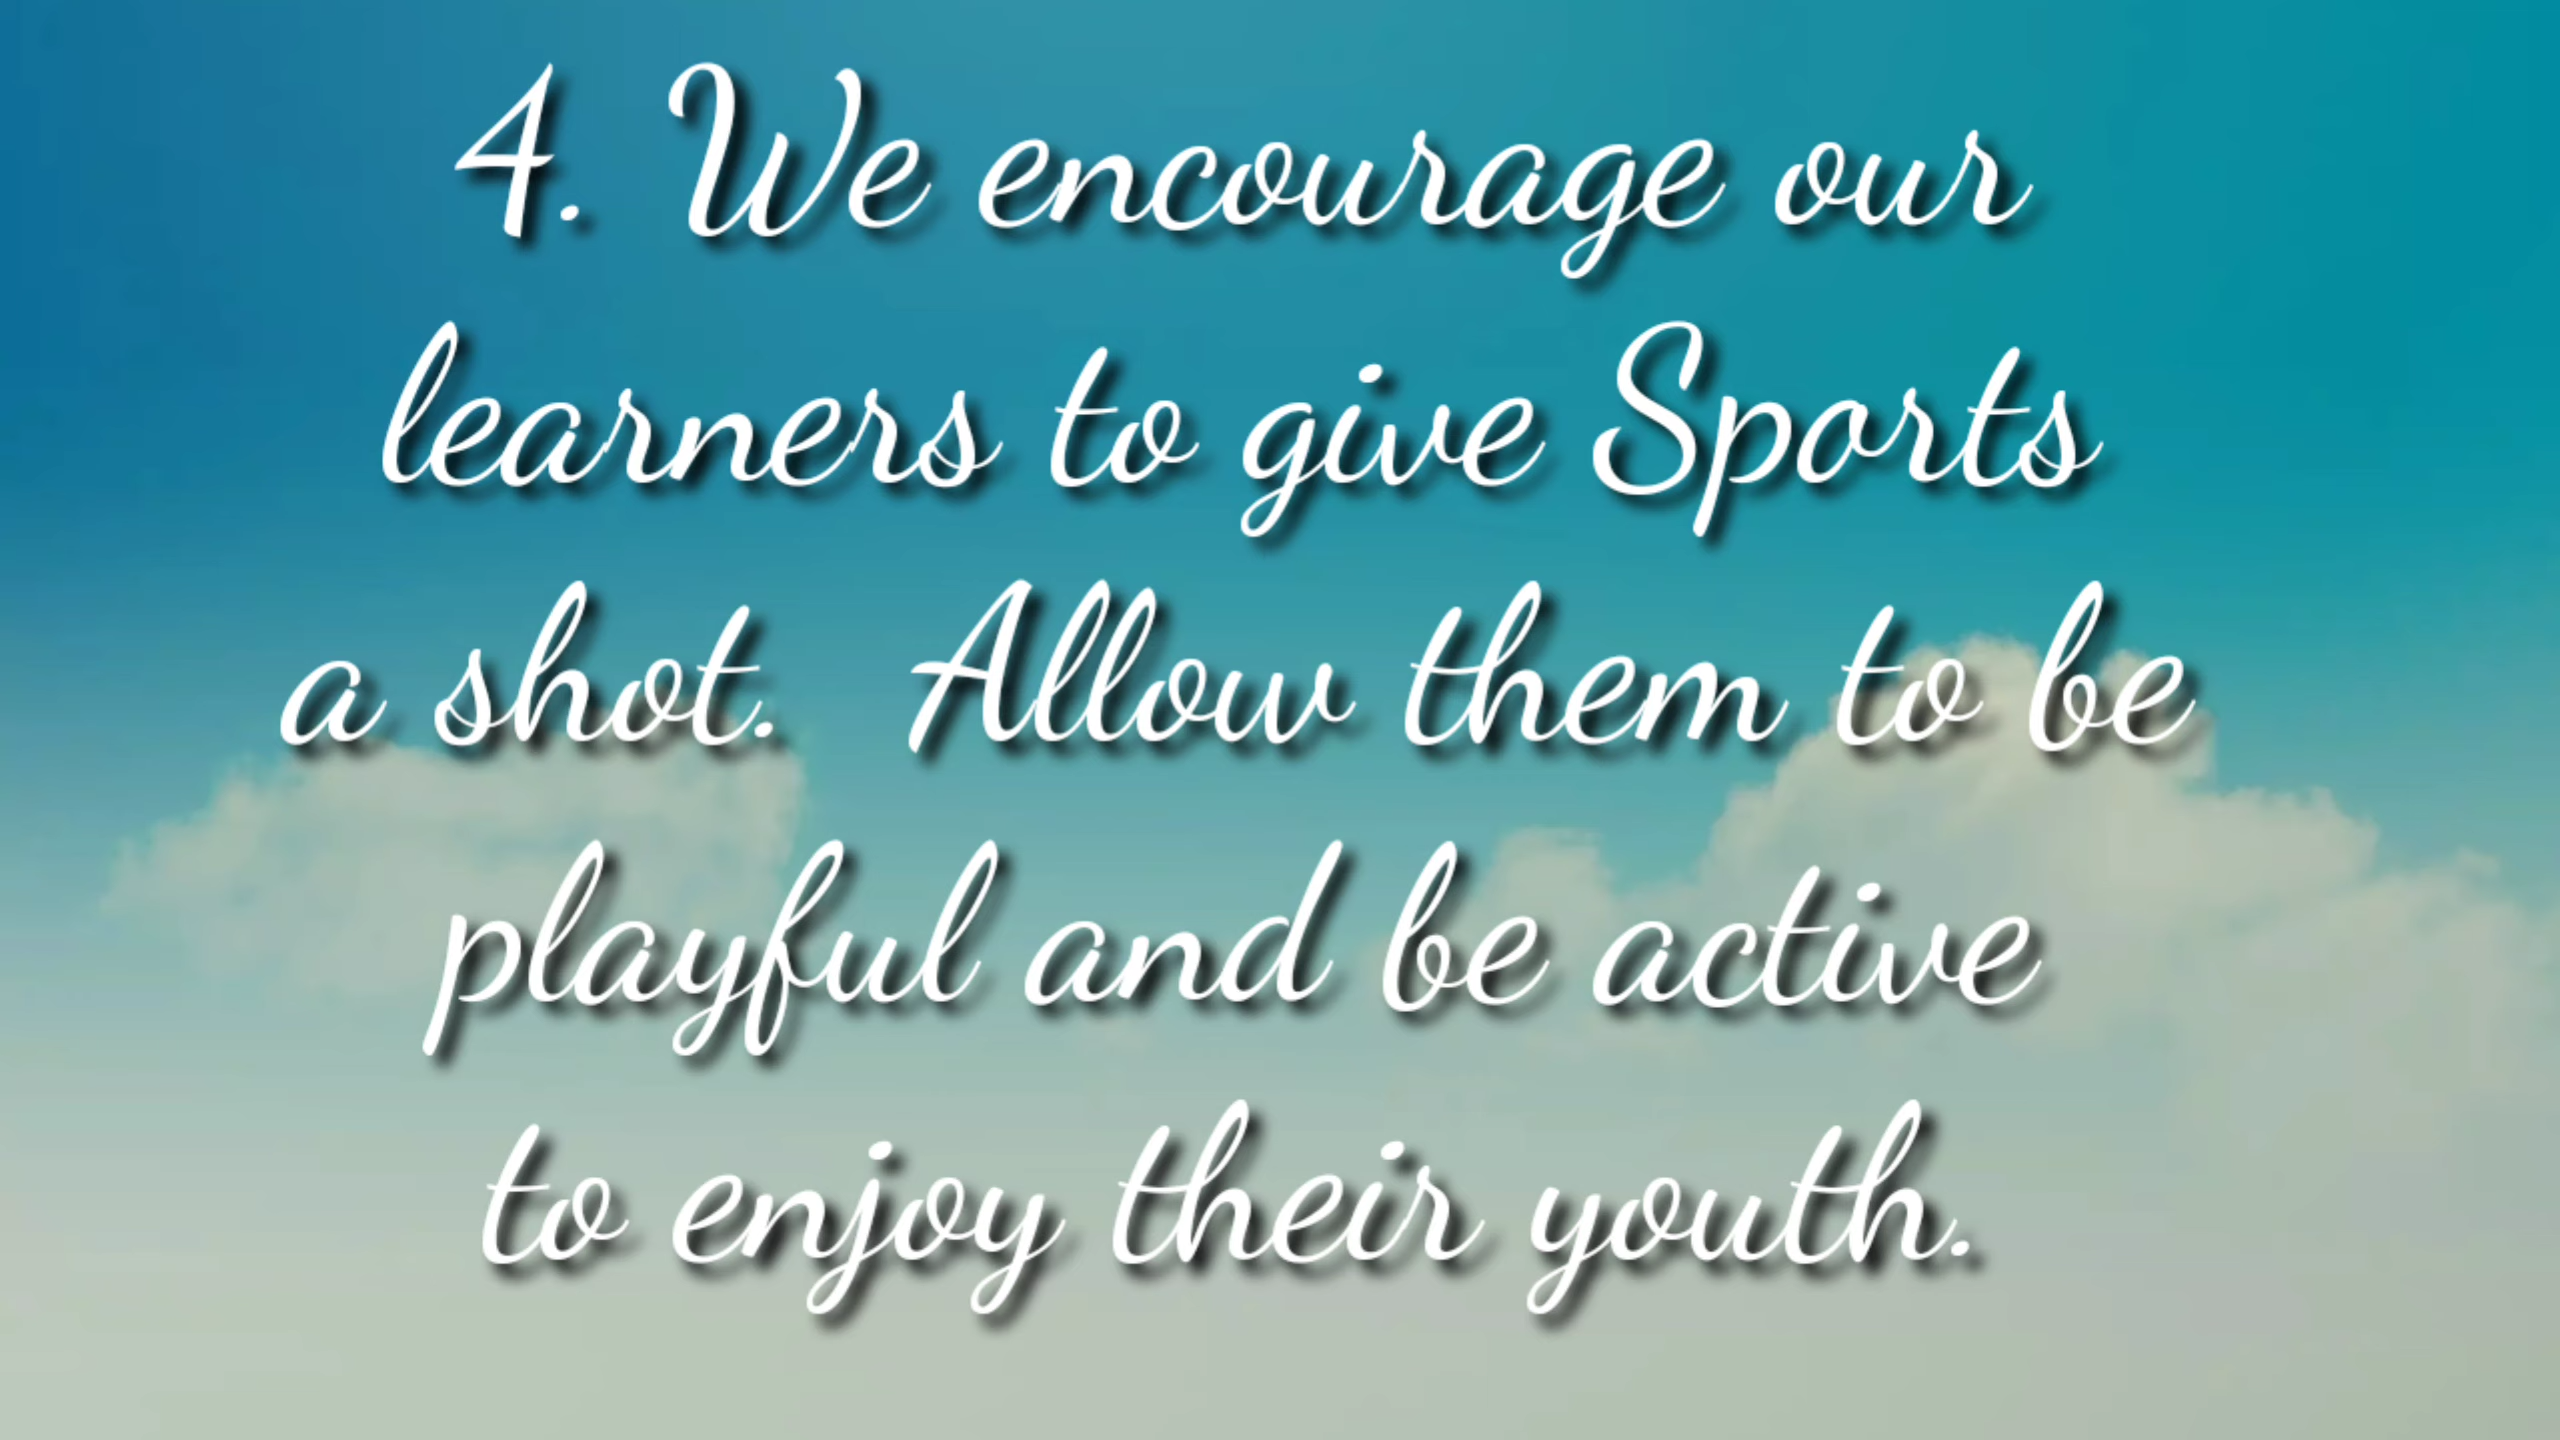 4. We encourage our
learners to give Sports
a shot.  Allow them to be
playful and be active
to enjoy their youth.